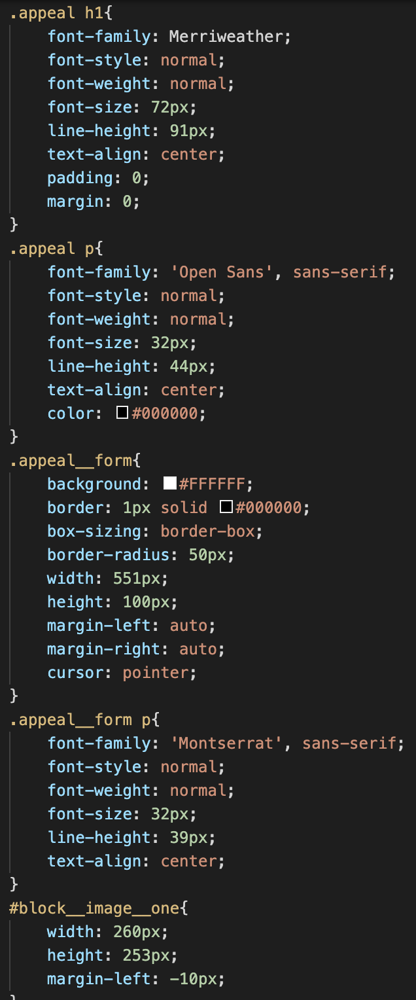 .appeal h1{
    font-family: Merriweather;
    font-style: normal;
    font-weight: normal;
    font-size: 72px;
    line-height: 91px;
    text-align: center;
    padding: 0;
    margin: 0;
}
.appeal p{
    font-family: 'Open Sans', sans-serif;
    font-style: normal;
    font-weight: normal;
    font-size: 32px;
    line-height: 44px;
    text-align: center;
    color: #000000;
}
.appeal__form{
    background: #FFFFFF;
    border: 1px solid #000000;
    box-sizing: border-box;
    border-radius: 50px;
    width: 551px;
    height: 100px;
    margin-left: auto;
    margin-right: auto;
    cursor: pointer;
}
.appeal__form p{
    font-family: 'Montserrat', sans-serif;
    font-style: normal;
    font-weight: normal;
    font-size: 32px;
    line-height: 39px;
    text-align: center;
}
#block__image__one{
    width: 260px;
    height: 253px;
    margin-left: -10px;
}